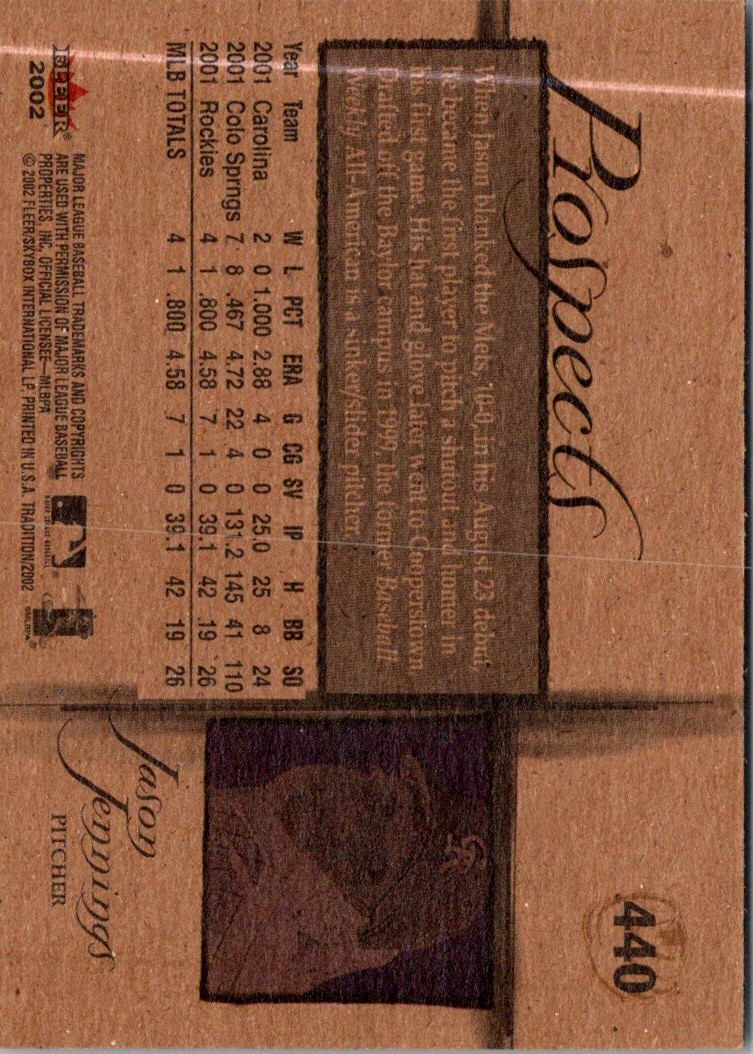 Prospects
440
When Jason blanked the Mets, 10-0, in his August 23 debut,
he became the first player to pitch a shutout and homer in
his first game. His bat and glove later went to Cooperstown.
Drafted off the Baylor campus in 1999, the former Baseball
Weekly All-American is a sinker/slider pitcher.
Year Team W L PCT ERA G CG SV IP H BB SO
2001 Carolina 2 0 1.000 2.88 4 0 0 25.0 25 8 24
2001 Colo Sprngs 7 8 .467 4.72 22 4 0 131.2 145 41 110
2001 Rockies 4 1 .800 4.58 7 1 0 39.1 42 19 26
MLB TOTALS 4 1 .800 4.58 7 1 0 39.1 42 19 26
Jason
Jennings
PITCHER
FLEER®
2002
MAJOR LEAGUE BASEBALL TRADEMARKS AND COPYRIGHTS
ARE USED WITH PERMISSION OF MAJOR LEAGUE BASEBALL
PROPERTIES, INC. OFFICIAL LICENSEE—MLBPA
© 2002 FLEER/SKYBOX INTERNATIONAL LP. PRINTED IN U.S.A. TRADITION/2002